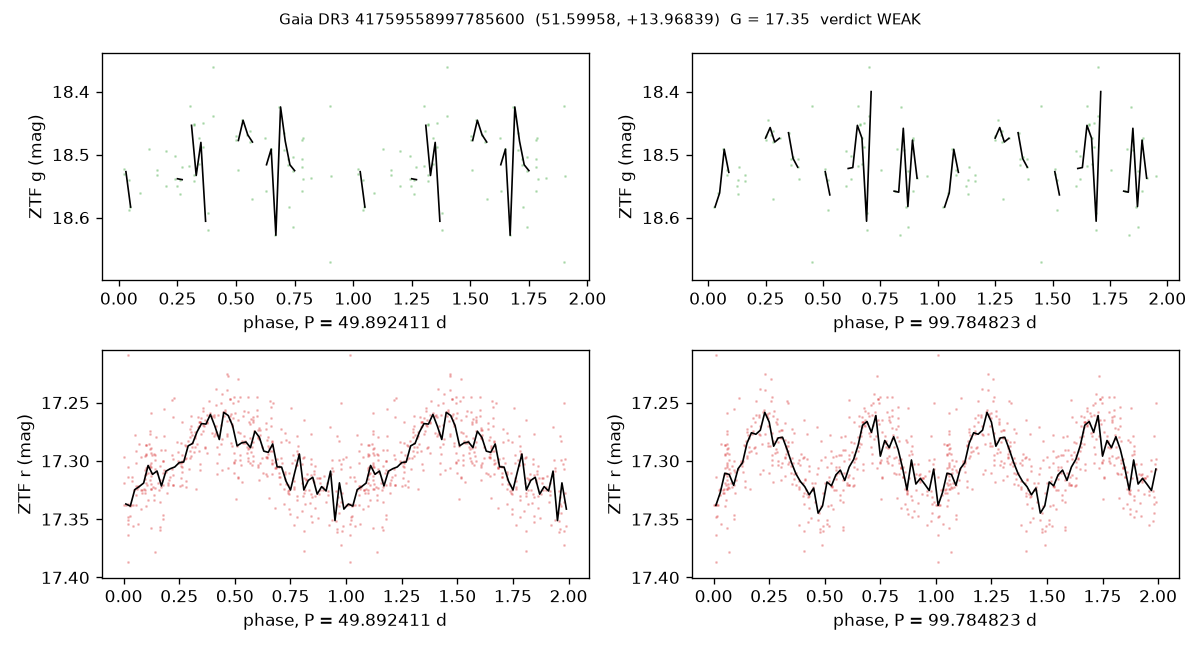 Gaia DR3 41759558997785600  (51.59958, +13.96839)  G = 17.35  verdict WEAK
ZTF g (mag)
18.4
18.5
18.6
0.00 0.25 0.50 0.75 1.00 1.25 1.50 1.75 2.00
phase, P = 49.892411 d
ZTF g (mag)
18.4
18.5
18.6
0.00 0.25 0.50 0.75 1.00 1.25 1.50 1.75 2.00
phase, P = 99.784823 d
ZTF r (mag)
17.25
17.30
17.35
17.40
0.00 0.25 0.50 0.75 1.00 1.25 1.50 1.75 2.00
phase, P = 49.892411 d
ZTF r (mag)
17.25
17.30
17.35
17.40
0.00 0.25 0.50 0.75 1.00 1.25 1.50 1.75 2.00
phase, P = 99.784823 d